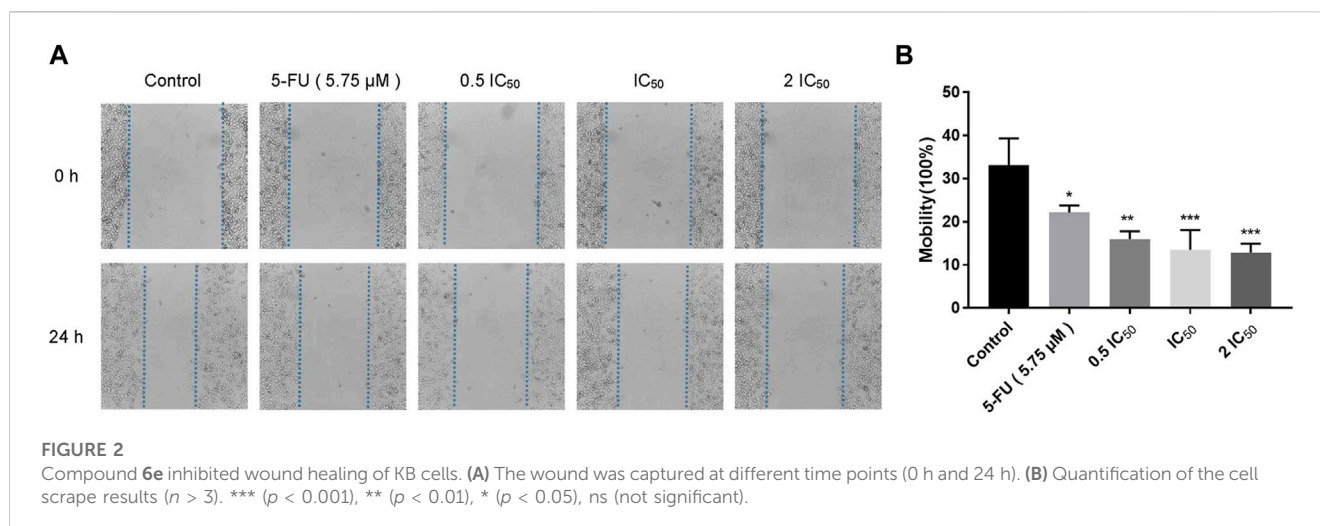 A
Control 5-FU ( 5.75 µM ) 0.5 IC50 IC50 2 IC50
0 h
24 h
B
Mobility(100%)
50
40
30
20
10
0
*
**
***
***
Control
5-FU ( 5.75 µM )
0.5 IC50
IC50
2 IC50
FIGURE 2
Compound 6e inhibited wound healing of KB cells. (A) The wound was captured at different time points (0 h and 24 h). (B) Quantification of the cell
scrape results (n > 3). *** (p < 0.001), ** (p < 0.01), * (p < 0.05), ns (not significant).